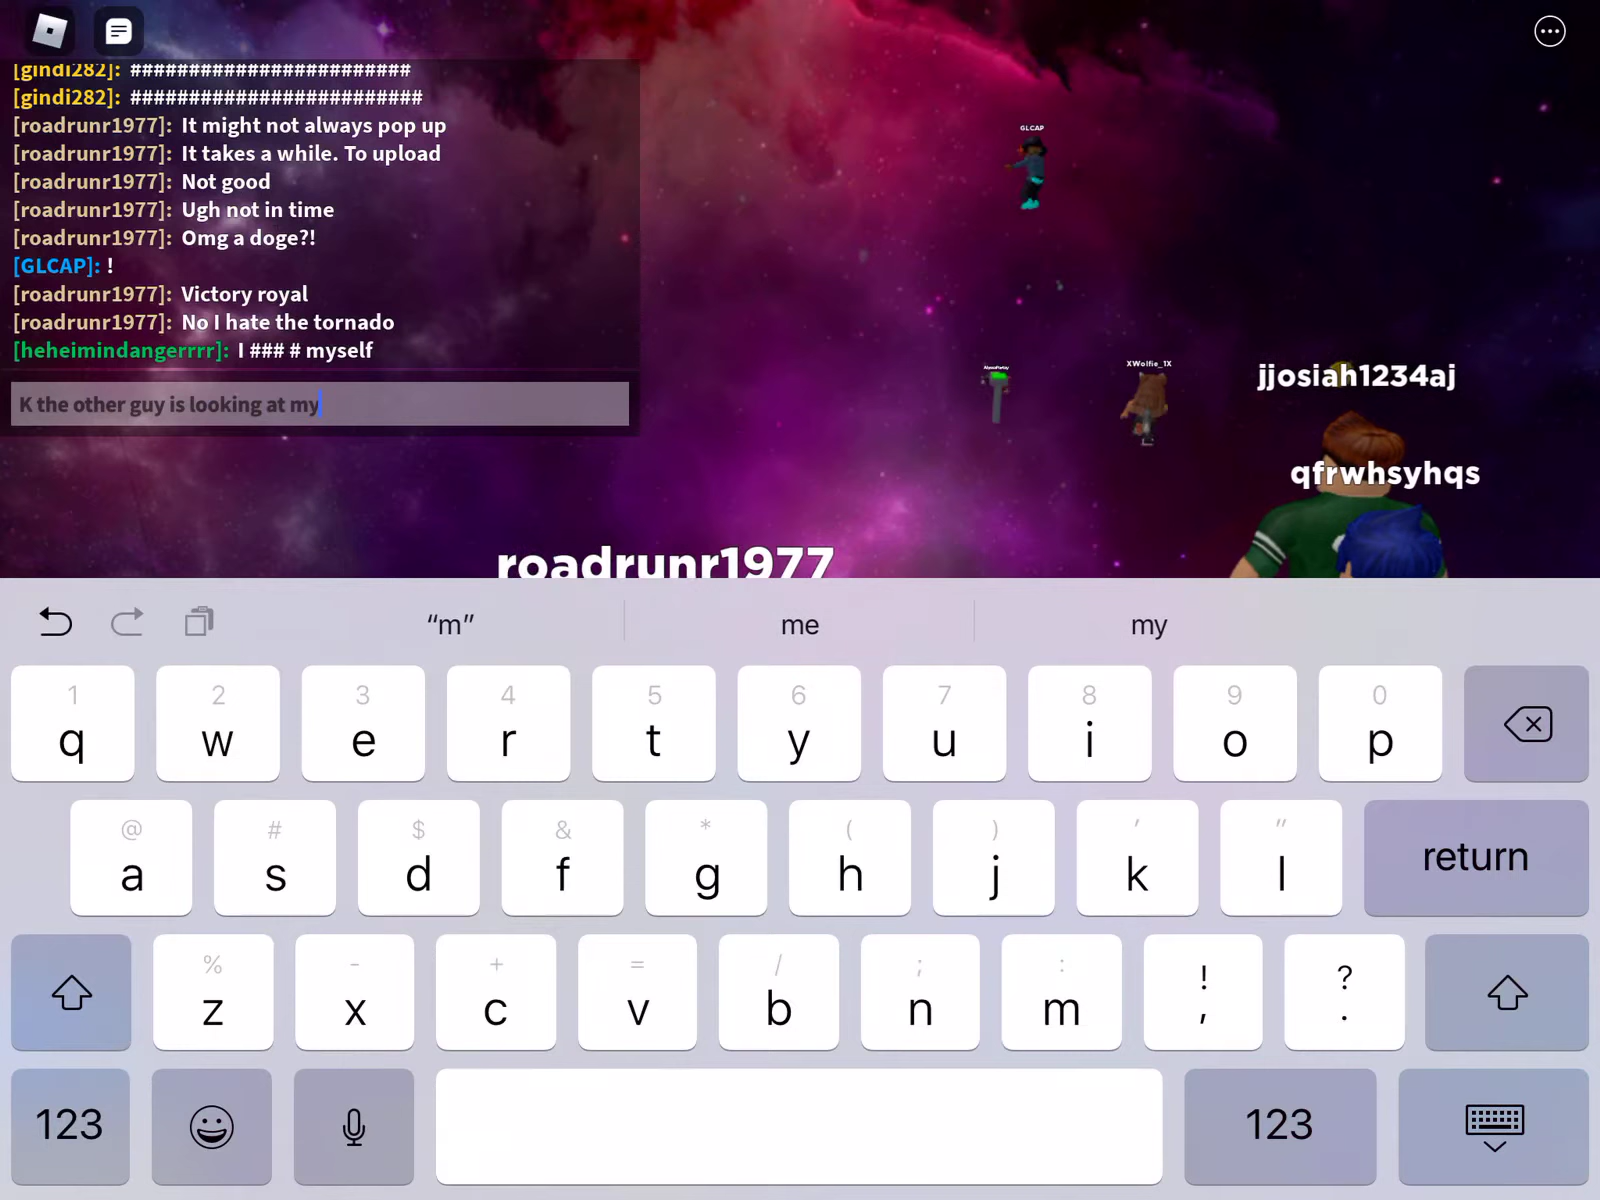 [gindi282]: ########################
[gindi282]: #########################
[roadrunr1977]: It might not always pop up
[roadrunr1977]: It takes a while. To upload
[roadrunr1977]: Not good
[roadrunr1977]: Ugh not in time
[roadrunr1977]: Omg a doge?!
[GLCAP]: !
[roadrunr1977]: Victory royal
[roadrunr1977]: No I hate the tornado
[heheimindangerrrr]: I ### # myself
K the other guy is looking at my
GLCAP
XWolfie_1X
jjosiah1234aj
qfrwhsyhqs
roadrunr1977
“m” me my
1 2 3 4 5 6 7 8 9 0
q w e r t y u i o p
@ # $ & * ( ) ' "
a s d f g h j k l return
% - + = / ; : ! ?
z x c v b n m , .
123 123